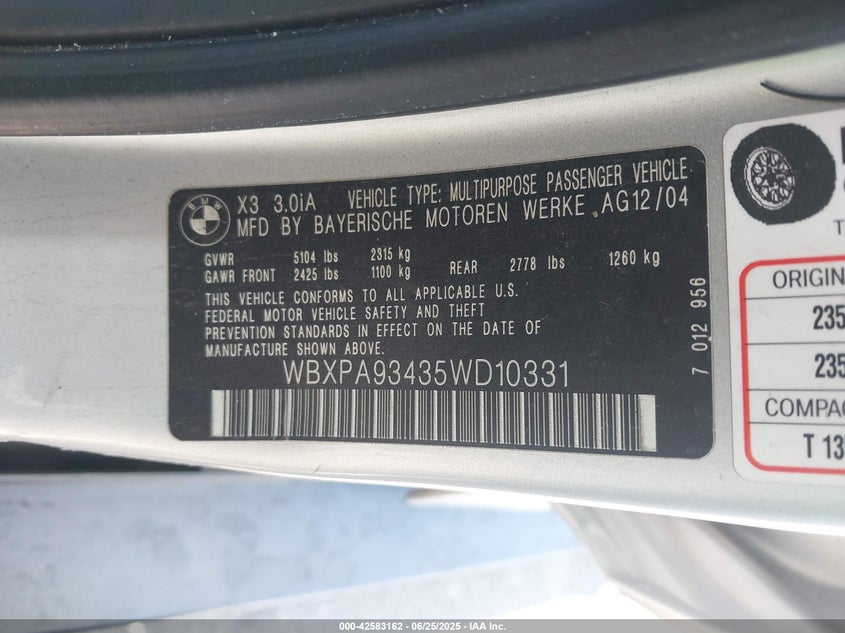 BMW
X3 3.0iA VEHICLE TYPE: MULTIPURPOSE PASSENGER VEHICLE
MFD BY BAYERISCHE MOTOREN WERKE AG12/04
GVWR 5104 lbs 2315 kg
GAWR FRONT 2425 lbs 1100 kg REAR 2778 lbs 1260 kg
THIS VEHICLE CONFORMS TO ALL APPLICABLE U.S.
FEDERAL MOTOR VEHICLE SAFETY AND THEFT
PREVENTION STANDARDS IN EFFECT ON THE DATE OF
MANUFACTURE SHOWN ABOVE.
WBXPA93435WD10331
7 012 956
ORIGIN
235
235
COMPA
T 135
000-42583162 - 06/25/2025 - IAA Inc.